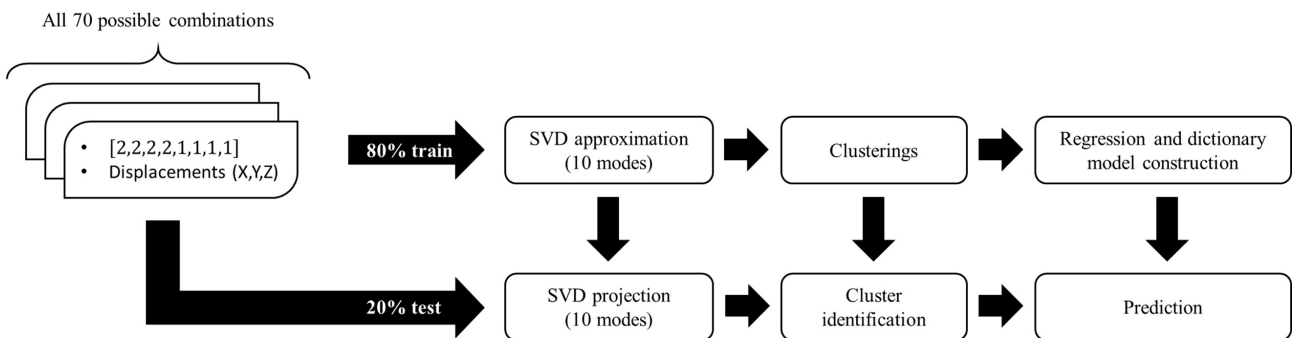 All 70 possible combinations
• [2,2,2,2,1,1,1,1]
• Displacements (X,Y,Z)
80% train
SVD approximation
(10 modes)
Clusterings
Regression and dictionary
model construction
20% test
SVD projection
(10 modes)
Cluster
identification
Prediction